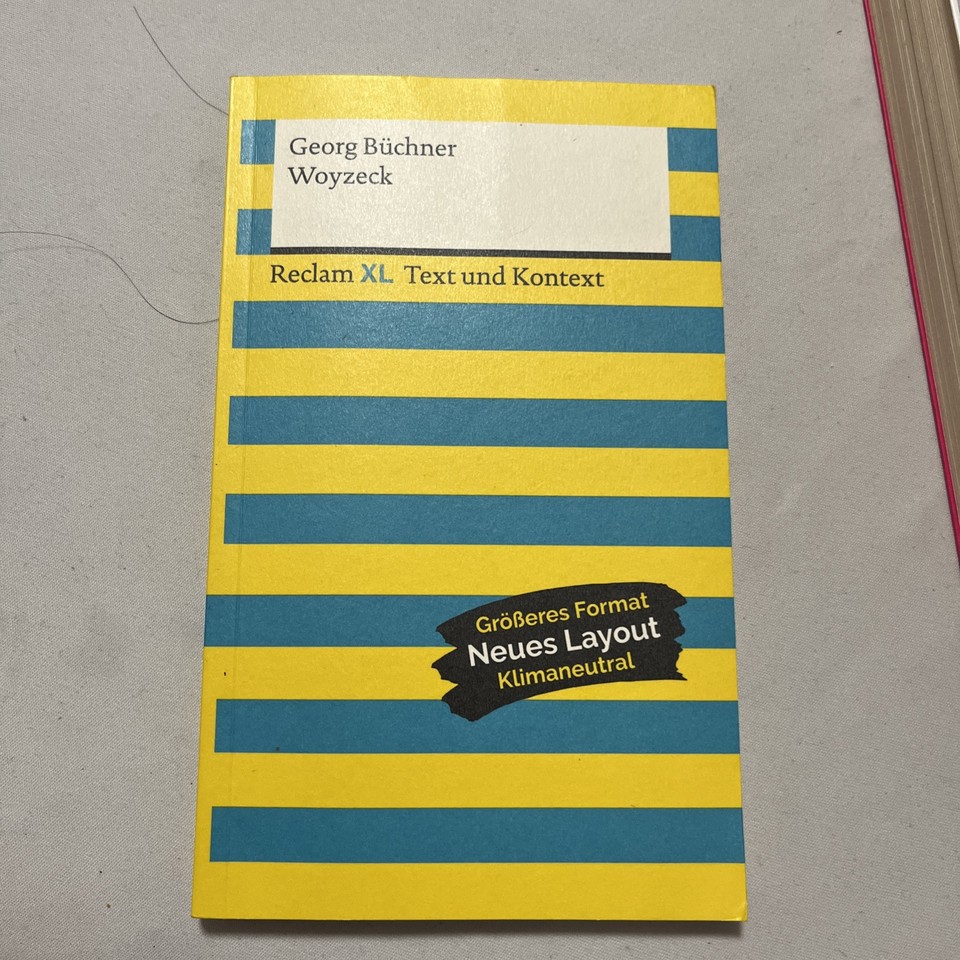 Georg Büchner
Woyzeck
Reclam XL Text und Kontext
Größeres Format
Neues Layout
Klimaneutral